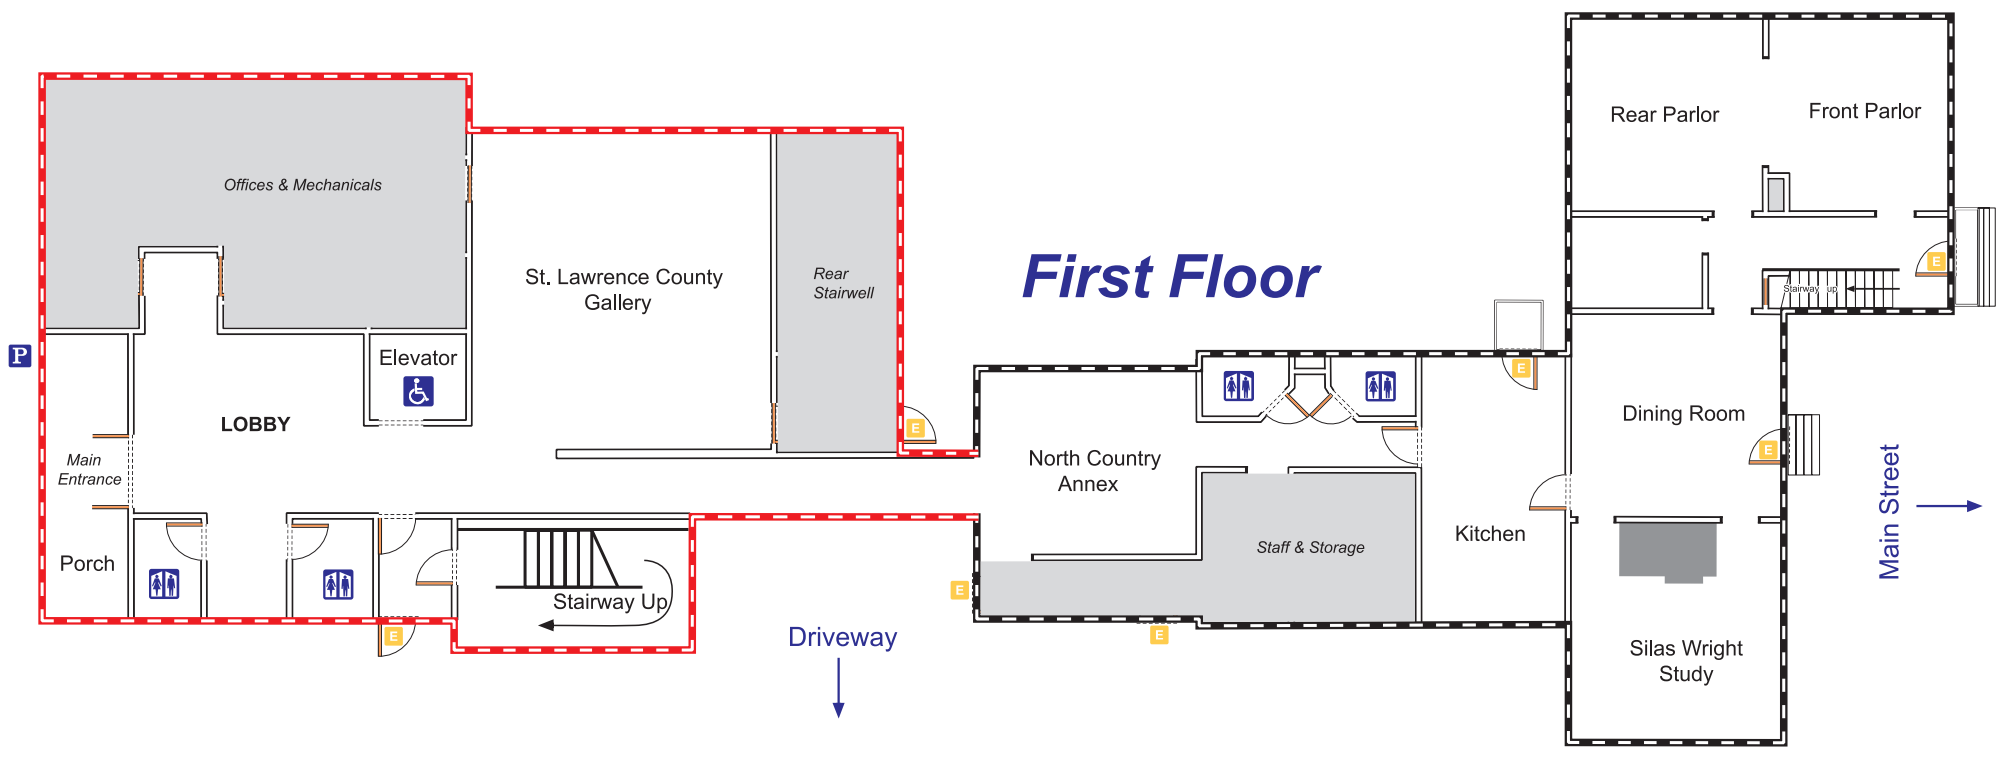 First Floor
Offices & Mechanicals
St. Lawrence County
Gallery
Rear
Stairwell
E
P
Elevator
LOBBY
Main
Entrance
Porch
E
Stairway Up
Driveway
North Country
Annex
E
E
Staff & Storage
Kitchen
E
Rear Parlor
Front Parlor
E
Stairway up
Dining Room
E
Main Street
Silas Wright
Study